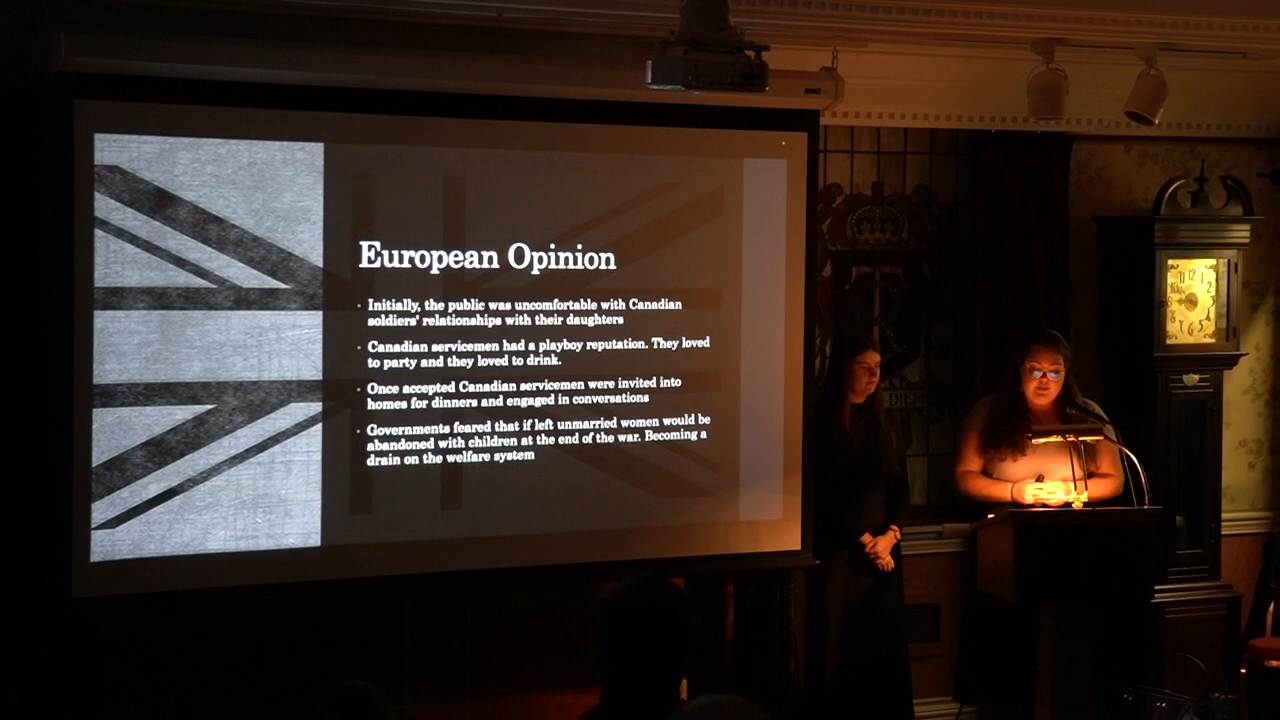 European Opinion
Initially, the public was uncomfortable with Canadian
soldiers' relationships with their daughters
Canadian servicemen had a playboy reputation. They loved
to party and they loved to drink.
Once accepted Canadian servicemen were invited into
homes for dinners and engaged in conversations
Governments feared that if left unmarried women would be
abandoned with children at the end of the war. Becoming a
drain on the welfare system
DIEN